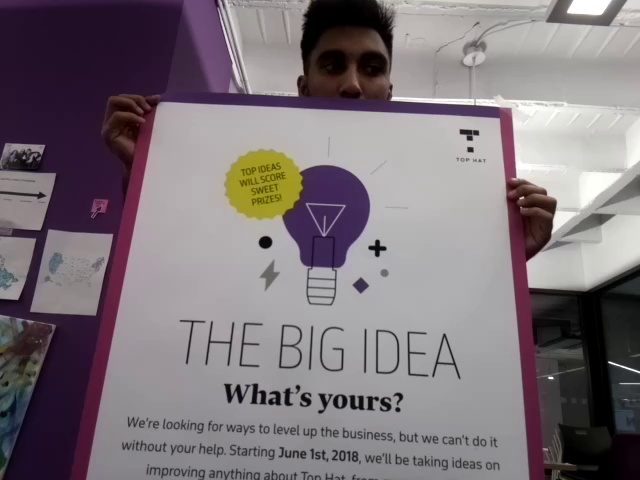 TOP HAT
TOP IDEAS
WILL SCORE
SWEET
PRIZES!
THE BIG IDEA
What's yours?
We're looking for ways to level up the business, but we can't do it
without your help. Starting June 1st, 2018, we'll be taking ideas on
improving anything about Top Hat, from